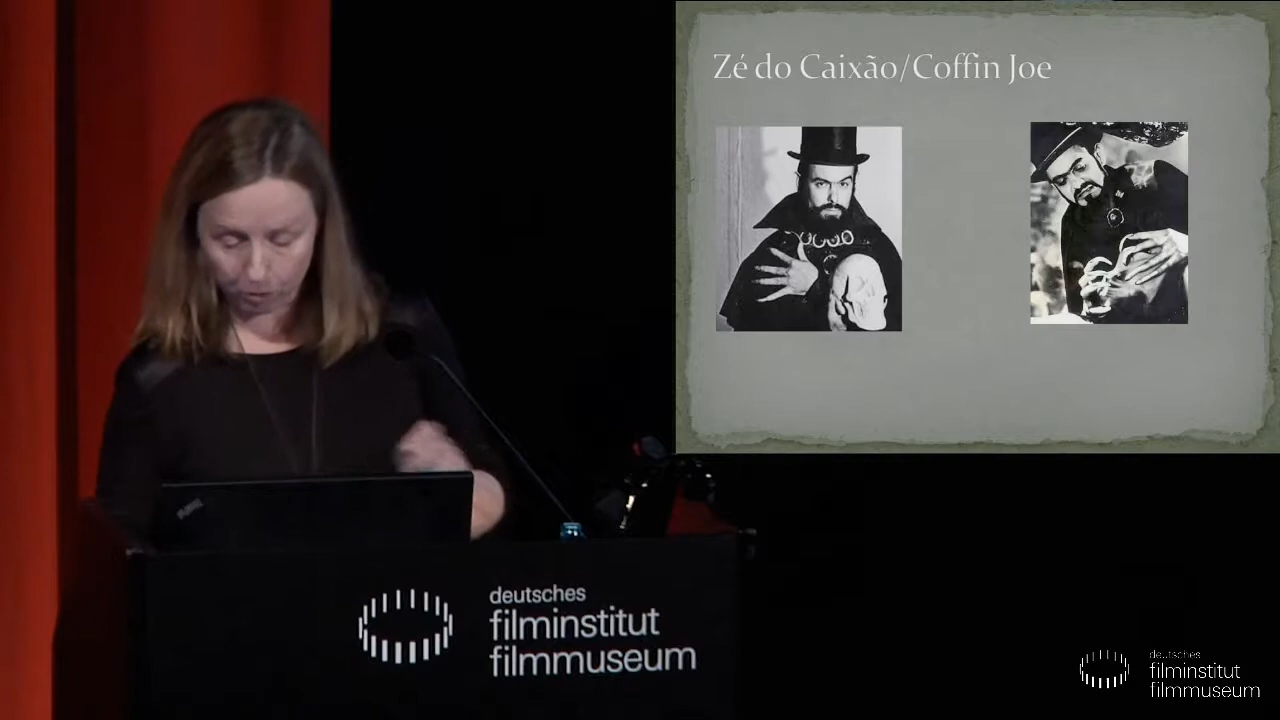 Zé do Caixão/Coffin Joe
deutsches
filminstitut
filmmuseum
deutsches
filminstitut
filmmuseum